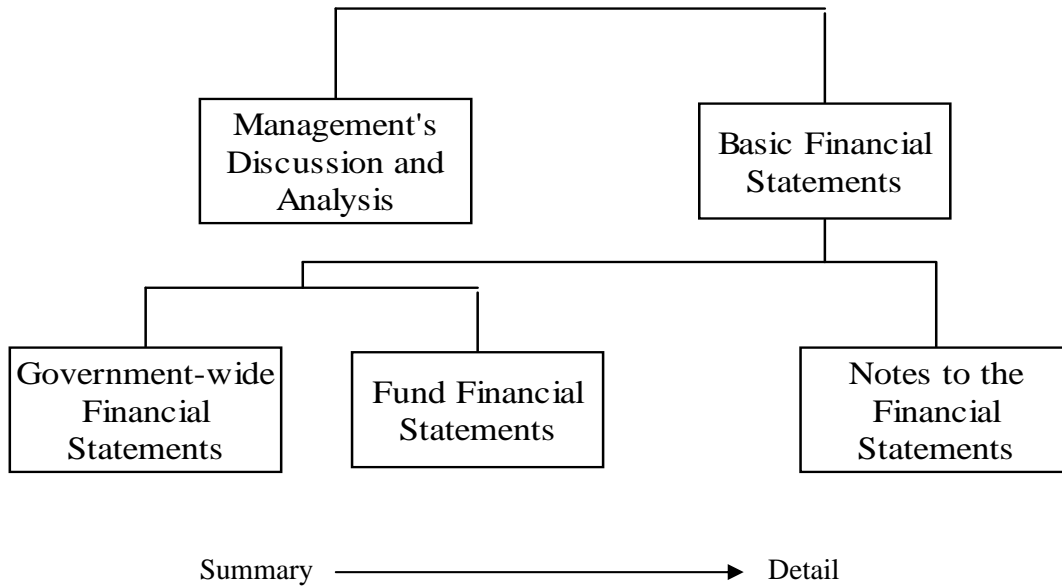 Management's
Discussion and
Analysis
Basic Financial
Statements
Government-wide
Financial
Statements
Fund Financial
Statements
Notes to the
Financial
Statements
Summary
Detail